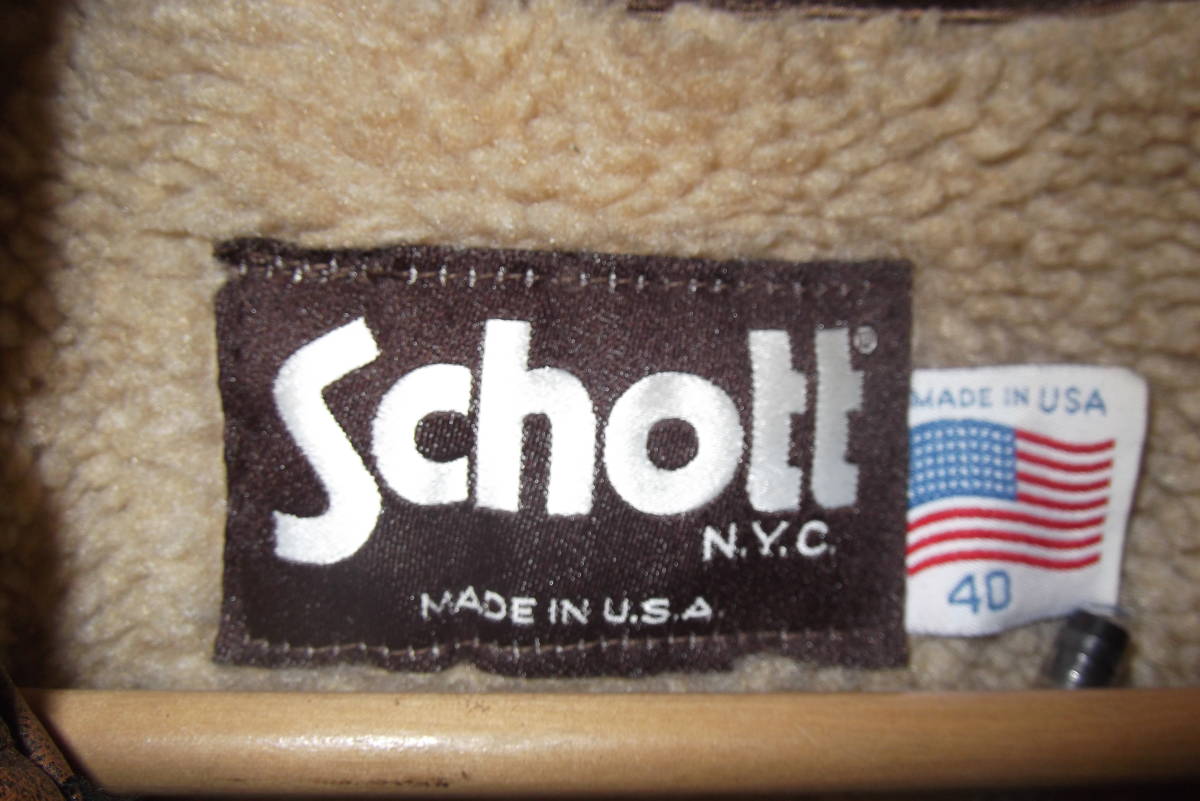 Schott®
N.Y.C.
MADE IN U.S.A.
MADE IN USA
40